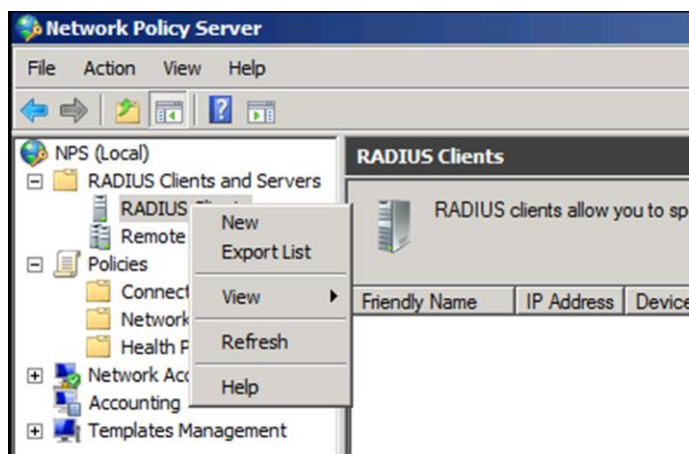 Network Policy Server
File Action View Help
NPS (Local)
RADIUS Clients and Servers
RADIUS
Remote
Policies
Connect
Network
Health P
Network Acc
Accounting
Templates Management
New
Export List
View
Refresh
Help
RADIUS Clients
RADIUS clients allow you to sp
Friendly Name IP Address Device